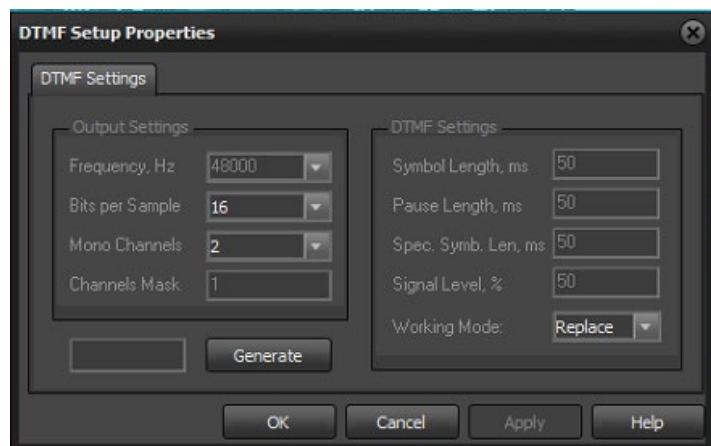 DTMF Setup Properties
DTMF Settings
Output Settings
Frequency, Hz 48000
Bits per Sample 16
Mono Channels 2
Channels Mask 1
Generate
DTMF Settings
Symbol Length, ms 50
Pause Length, ms 50
Spec. Symb. Len, ms 50
Signal Level, % 50
Working Mode: Replace
OK Cancel Apply Help